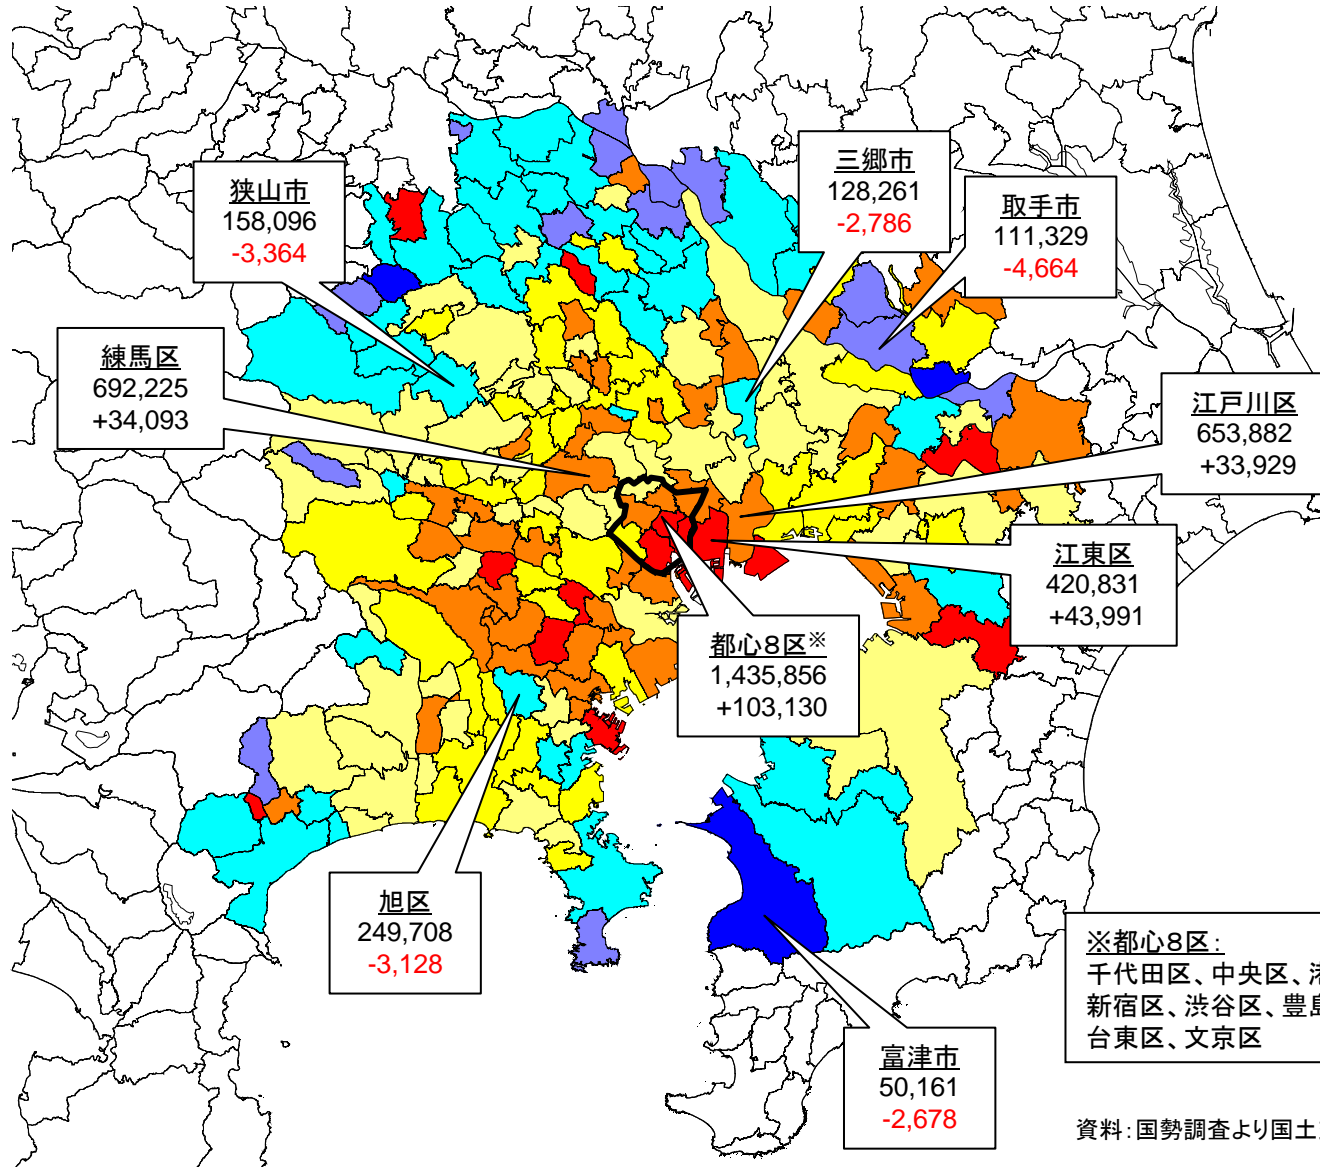 三郷市
128,261
-2,786
狭山市
158,096
-3,364
取手市
111,329
-4,664
練馬区
692,225
+34,093
江戸川区
653,882
+33,929
江東区
420,831
+43,991
都心8区※
1,435,856
+103,130
旭区
249,708
-3,128
※都心8区：
千代田区、中央区、港
新宿区、渋谷区、豊島
台東区、文京区
富津市
50,161
-2,678
資料：国勢調査より国土